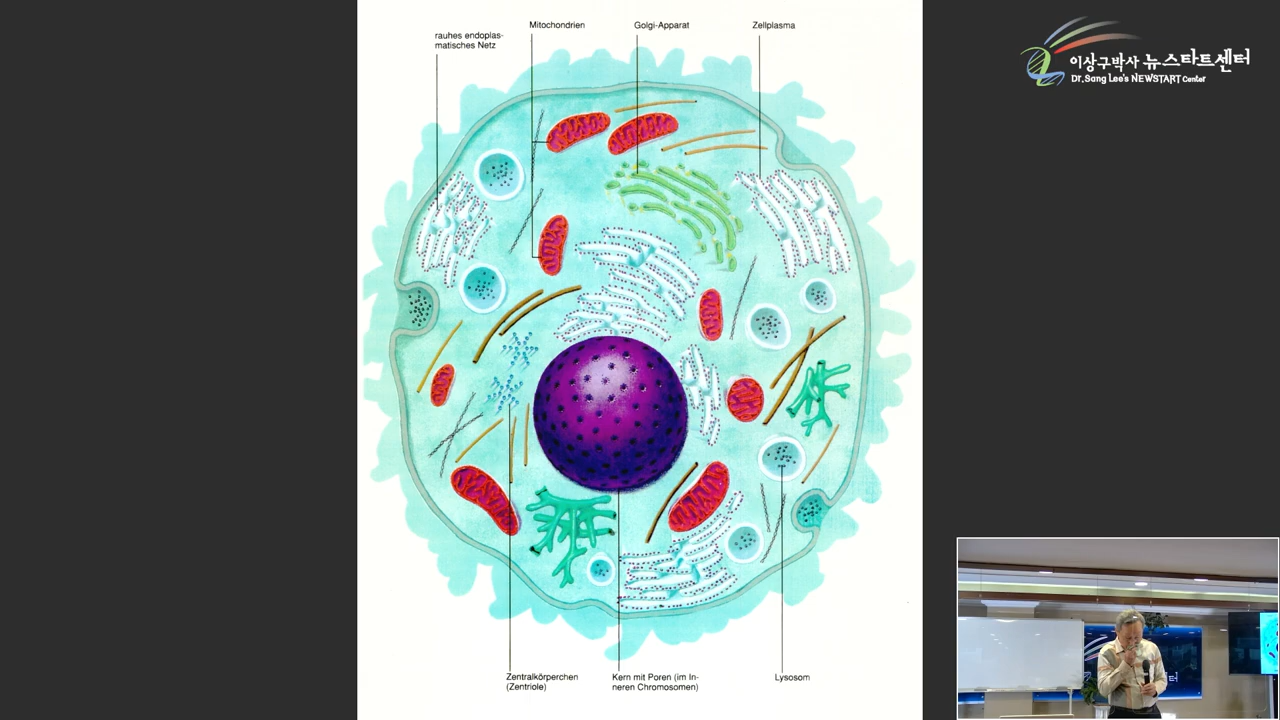 Mitochondrien
Golgi-Apparat
Zellplasma
rauhes endoplas-
matisches Netz
이상구박사 뉴스타트센터
Dr. Sang Lee's NEWSTART Center
Zentralkörperchen
(Zentriole)
Kern mit Poren (im In-
neren Chromosomen)
Lysosom